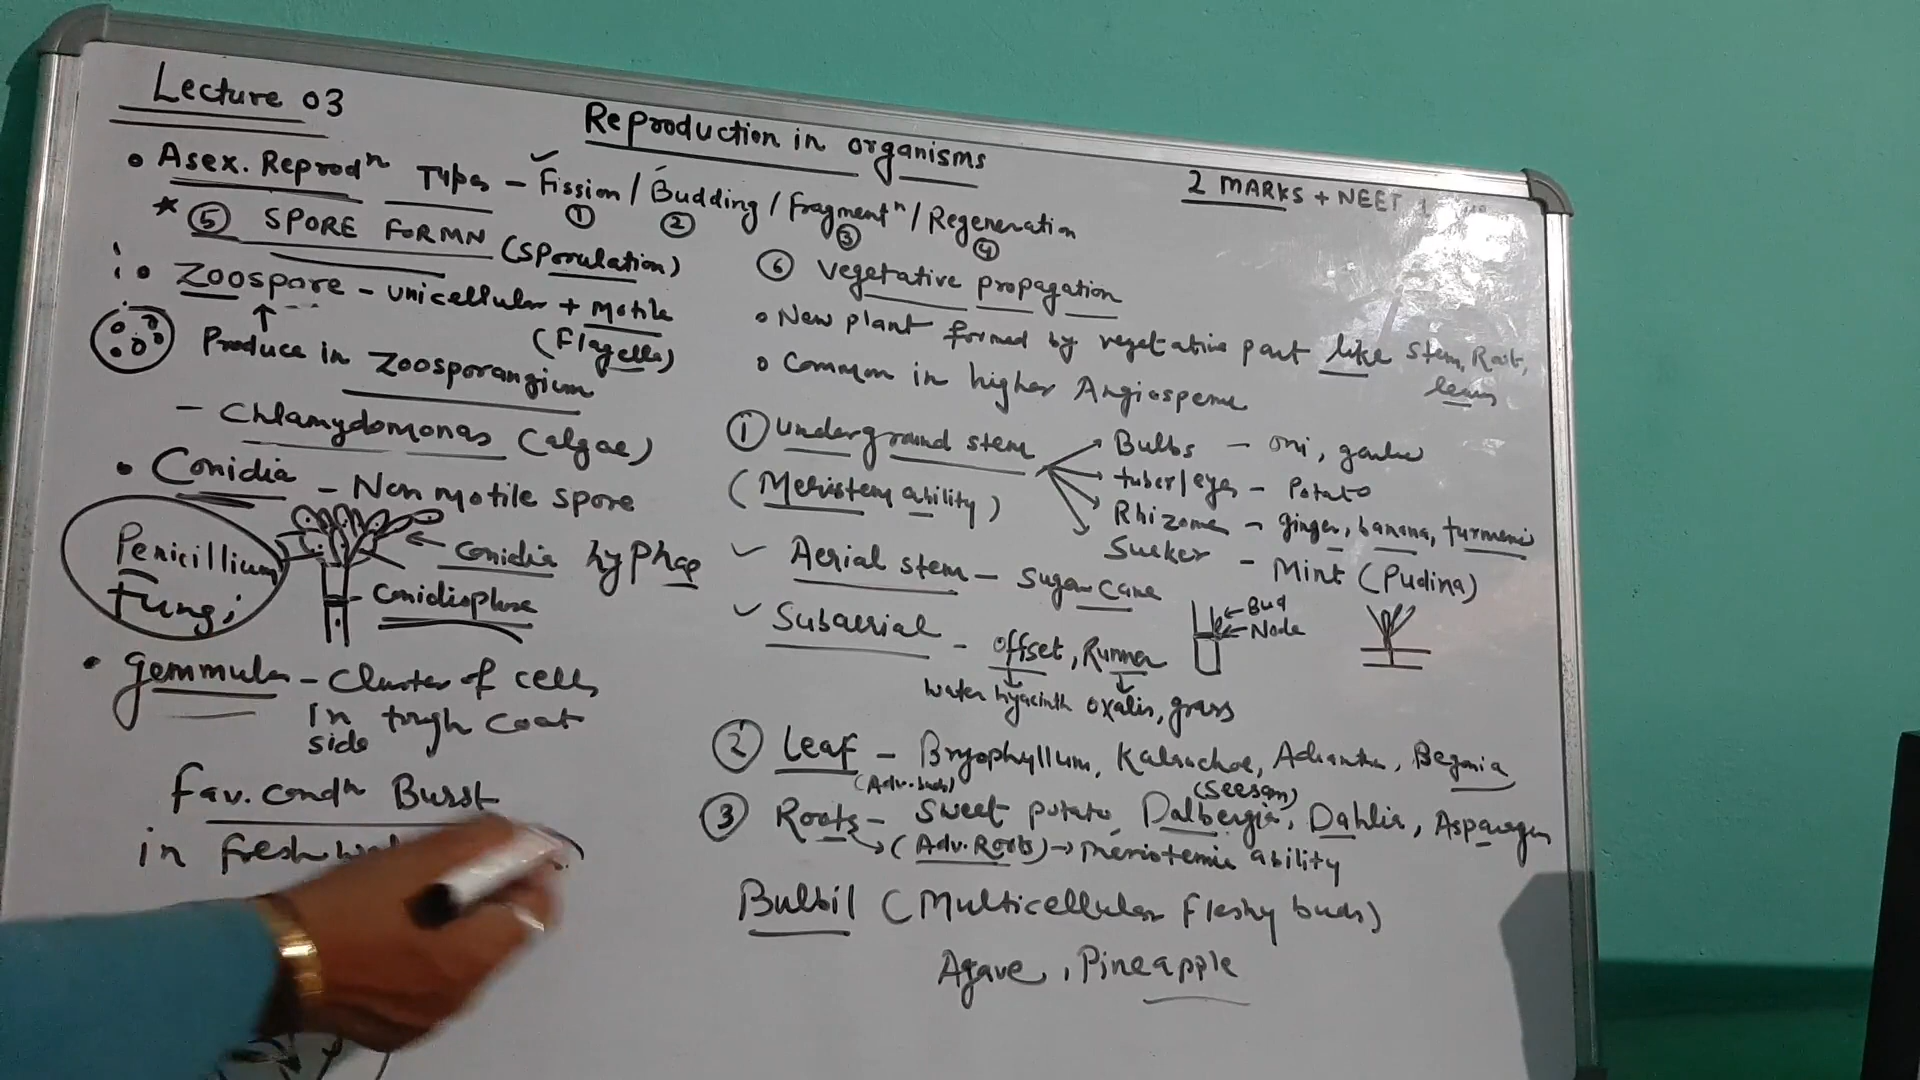 Lecture 03
Reproduction in organisms
2 MARKS + NEET
• Asex. Reprodⁿ Types - Fission / Budding / Fragmentⁿ / Regeneration
① ② ③ ④
* ⑤ SPORE FORMN (Sporulation)
• Zoospore - unicellular + Motile
(Flagella)
↑
Produce in Zoosporangium
- Chlamydomonas (algae)
• Conidia - Non motile spore
Penicillium
Fungi
← Conidia hyphae
Conidiophore
• Gemmules - Cluster of cells
In side tough coat
Fav. condⁿ Burst
in fresh
⑥ Vegetative propagation
• New plant formed by vegetative part like Stem, Root,
leaves
• Common in higher Angiosperms
① Underground stem
(Meristem ability)
Bulbs - oni, garlic
tuber/eyes - Potato
Rhizome - ginger, banana, turmeric
Sucker - Mint (Pudina)
✓ Aerial stem - Sugar cane
← Bud
← Node
✓ Subaerial - offset, Runner
↓ ↓
Water hyacinth oxalis, grass
② Leaf - Bryophyllum, Kalanchoe, Adiantum, Begonia
(Adv. buds)
(Seesam)
③ Roots - Sweet potato, Dalbergia, Dahlia, Asparagus
→ (Adv. Roots) → meristemic ability
Bulbil (Multicellular Fleshy buds)
Agave, Pineapple